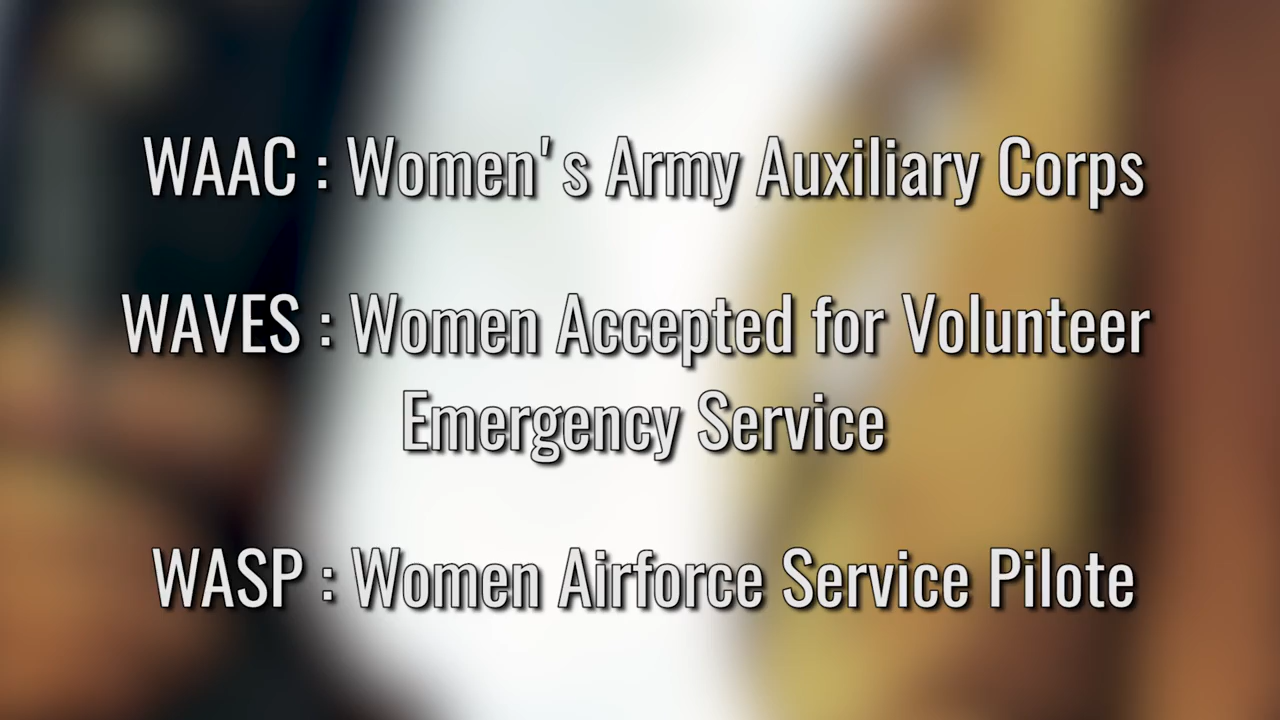 WAAC : Women's Army Auxiliary Corps
WAVES : Women Accepted for Volunteer
Emergency Service
WASP : Women Airforce Service Pilote